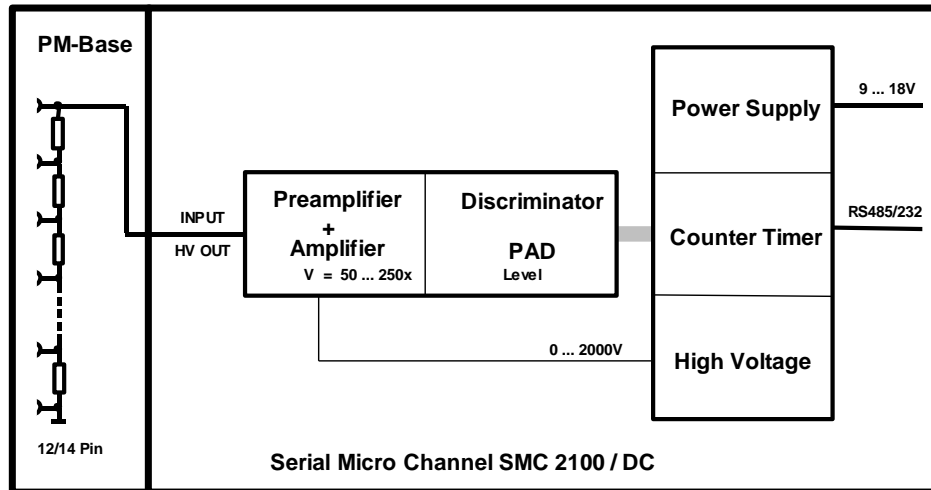 PM-Base
9 ... 18V
Power Supply
Preamplifier
+
Amplifier
V = 50 ... 250x
Discriminator
PAD
Level
INPUT
HV OUT
RS485/232
Counter Timer
0 ... 2000V
High Voltage
12/14 Pin
Serial Micro Channel SMC 2100 / DC